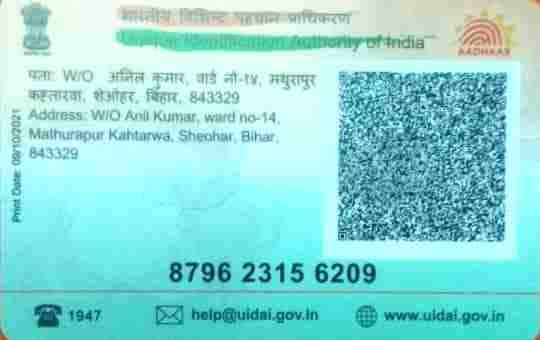 भारतीय विशिष्ट पहचान प्राधिकरण
Unique Identification Authority of India
AADHAAR
पता: W/O अनिल कुमार, वार्ड नो-१४, मथुरापुर
कहतारवा, शेओहर, बिहार, 843329
Address: W/O Anil Kumar, ward no-14,
Mathurapur Kahtarwa, Sheohar, Bihar,
843329
Print Date: 09/10/2021
8796 2315 6209
1947
help@uidai.gov.in
www.uidai.gov.in